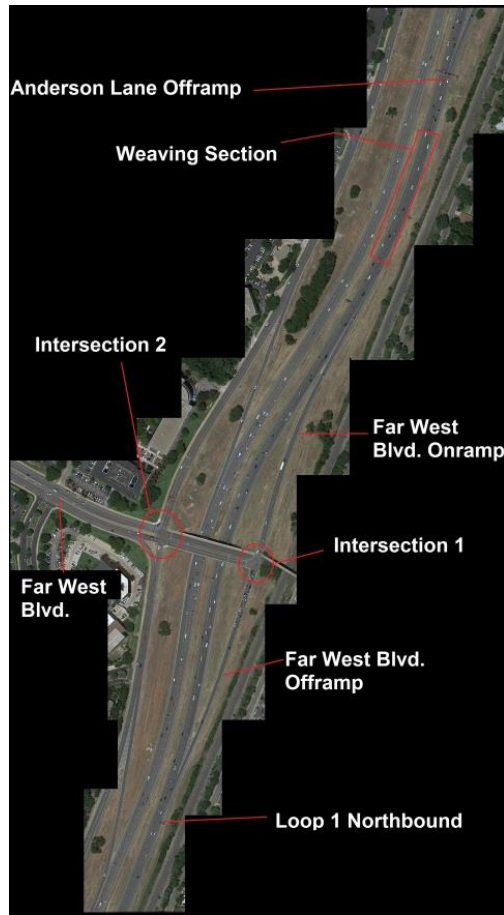 Anderson Lane Offramp
Weaving Section
Intersection 2
Far West
Blvd. Onramp
Intersection 1
Far West
Blvd.
Far West Blvd.
Offramp
Loop 1 Northbound